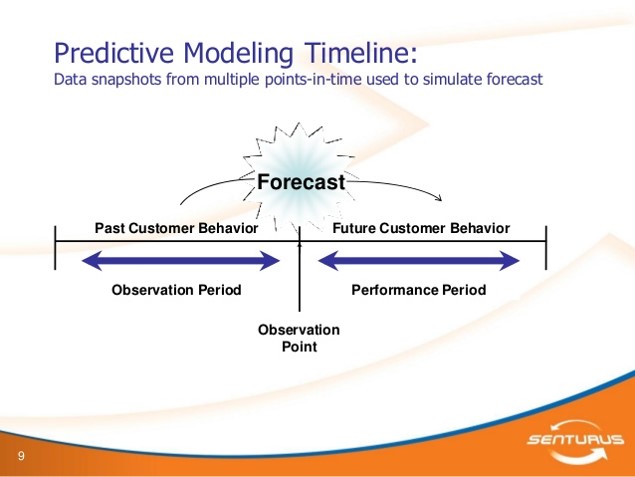 Predictive Modeling Timeline:
Data snapshots from multiple points-in-time used to simulate forecast
Forecast
Past Customer Behavior
Future Customer Behavior
Observation Period
Performance Period
Observation
Point
9
SENTURUS